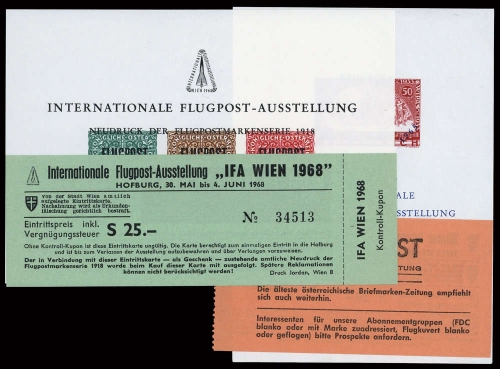 WIEN 1968
INTERNATIONALE FLUGPOST-AUSSTELLUNG
NEUDRUCK DER FLUGPOSTMARKENSERIE 1918
FLUGPOST
50
AUSSTELLUNG
Internationale Flugpost-Ausstellung „IFA WIEN 1968"
HOFBURG, 30. MAI bis 4. JUNI 1968
von der Stadt Wien amtlich
aufgelegte Eintrittskarte.
Nachahmung wird als Urkunden-
fälschung gerichtlich bestraft.
№ 34513
Eintrittspreis inkl.
Vergnügungssteuer S 25.—
Ohne Kontroll-Kupon ist diese Eintrittskarte ungültig. Die Karte berechtigt zum einmaligen Eintritt in die Hofburg
und ist bis zum Verlassen der Ausstellung aufzubewahren und über Verlangen vorzuweisen.
Der in Verbindung mit dieser Eintrittskarte — als Geschenk — zustehende amtliche Neudruck der
Flugpostmarkenserie 1918 wurde beim Kauf dieser Karte mit ausgefolgt. Spätere Reklamationen
können nicht berücksichtigt werden!
Druck Jordan, Wien 8
IFA WIEN 1968
Kontroll-Kupon
ST
TUNG
Die älteste österreichische Briefmarken-Zeitung empfiehlt
sich auch weiterhin.
Interessenten für unsere Abonnementgruppen (FDC
blanko oder mit Marke zuadressiert, Flugkuvert blanko
oder geflogen) bitte Prospekte anfordern.